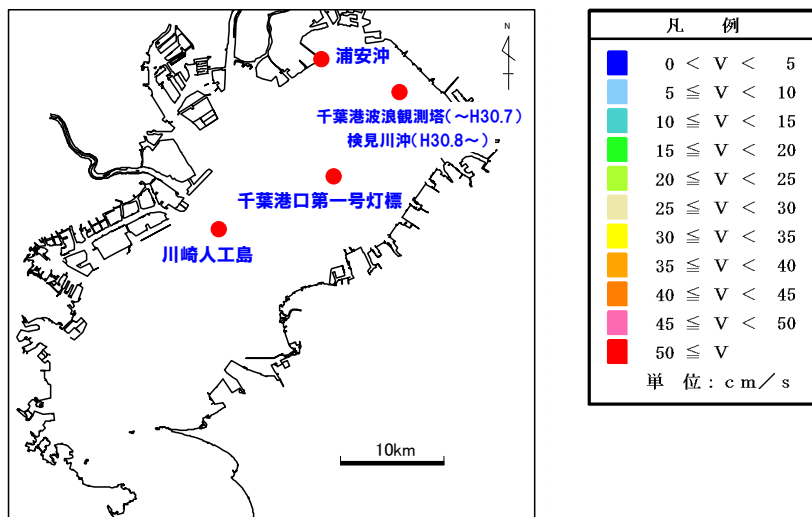 N
浦安沖
千葉港波浪観測塔(～H30.7)
検見川沖(H30.8～)
千葉港口第一号灯標
川崎人工島
10km
凡 例
0 < V < 5
5 ≦ V < 10
10 ≦ V < 15
15 ≦ V < 20
20 ≦ V < 25
25 ≦ V < 30
30 ≦ V < 35
35 ≦ V < 40
40 ≦ V < 45
45 ≦ V < 50
50 ≦ V
単 位：ｃｍ／ｓ